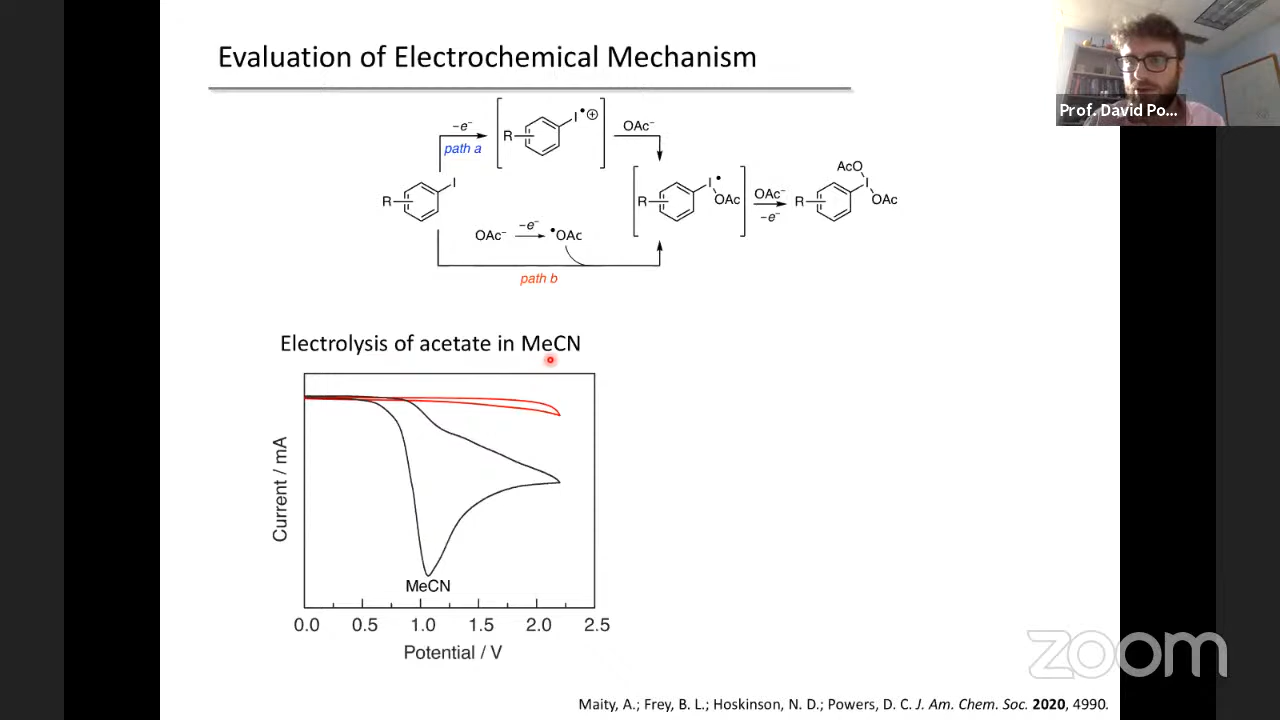 Evaluation of Electrochemical Mechanism
Prof. David Po...
−e⁻
path a
R
I
•
⊕
OAc⁻
R
I
R
I
•
OAc
OAc⁻
−e⁻
AcO
R
I
OAc
OAc⁻
−e⁻
•OAc
path b
Electrolysis of acetate in MeCN
Current / mA
MeCN
0.0 0.5 1.0 1.5 2.0 2.5
Potential / V
zoom
Maity, A.; Frey, B. L.; Hoskinson, N. D.; Powers, D. C. J. Am. Chem. Soc. 2020, 4990.